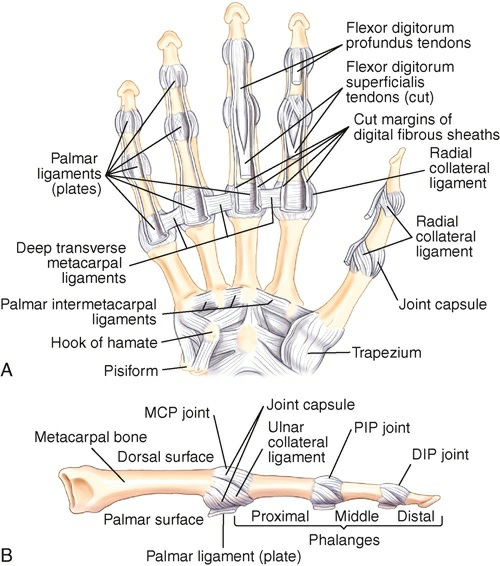 Flexor digitorum
profundus tendons
Flexor digitorum
superficialis
tendons (cut)
Cut margins of
digital fibrous sheaths
Radial
collateral
ligament
Palmar
ligaments
(plates)
Radial
collateral
ligament
Deep transverse
metacarpal
ligaments
Joint capsule
Palmar intermetacarpal
ligaments
Hook of hamate
Trapezium
Pisiform
A
MCP joint
Joint capsule
Ulnar
collateral
ligament
PIP joint
Metacarpal bone
Dorsal surface
DIP joint
Palmar surface
Proximal Middle Distal
Phalanges
Palmar ligament (plate)
B